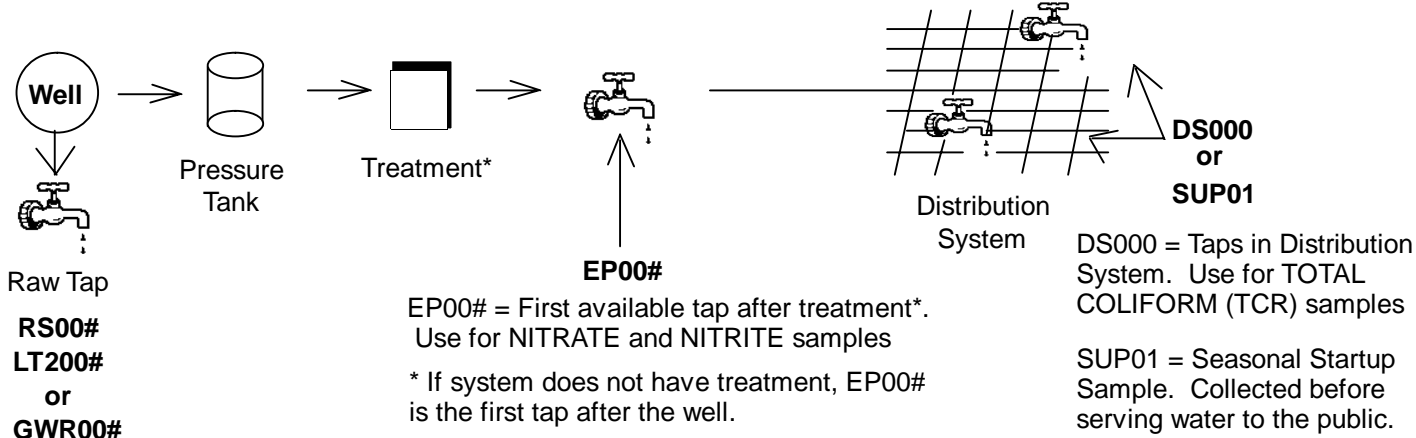 Well
Pressure
Tank
Treatment*
Raw Tap
RS00#
LT200#
or
GWR00#
EP00#
EP00# = First available tap after treatment*.
Use for NITRATE and NITRITE samples
* If system does not have treatment, EP00#
is the first tap after the well.
Distribution
System
DS000
or
SUP01
DS000 = Taps in Distribution
System. Use for TOTAL
COLIFORM (TCR) samples
SUP01 = Seasonal Startup
Sample. Collected before
serving water to the public.